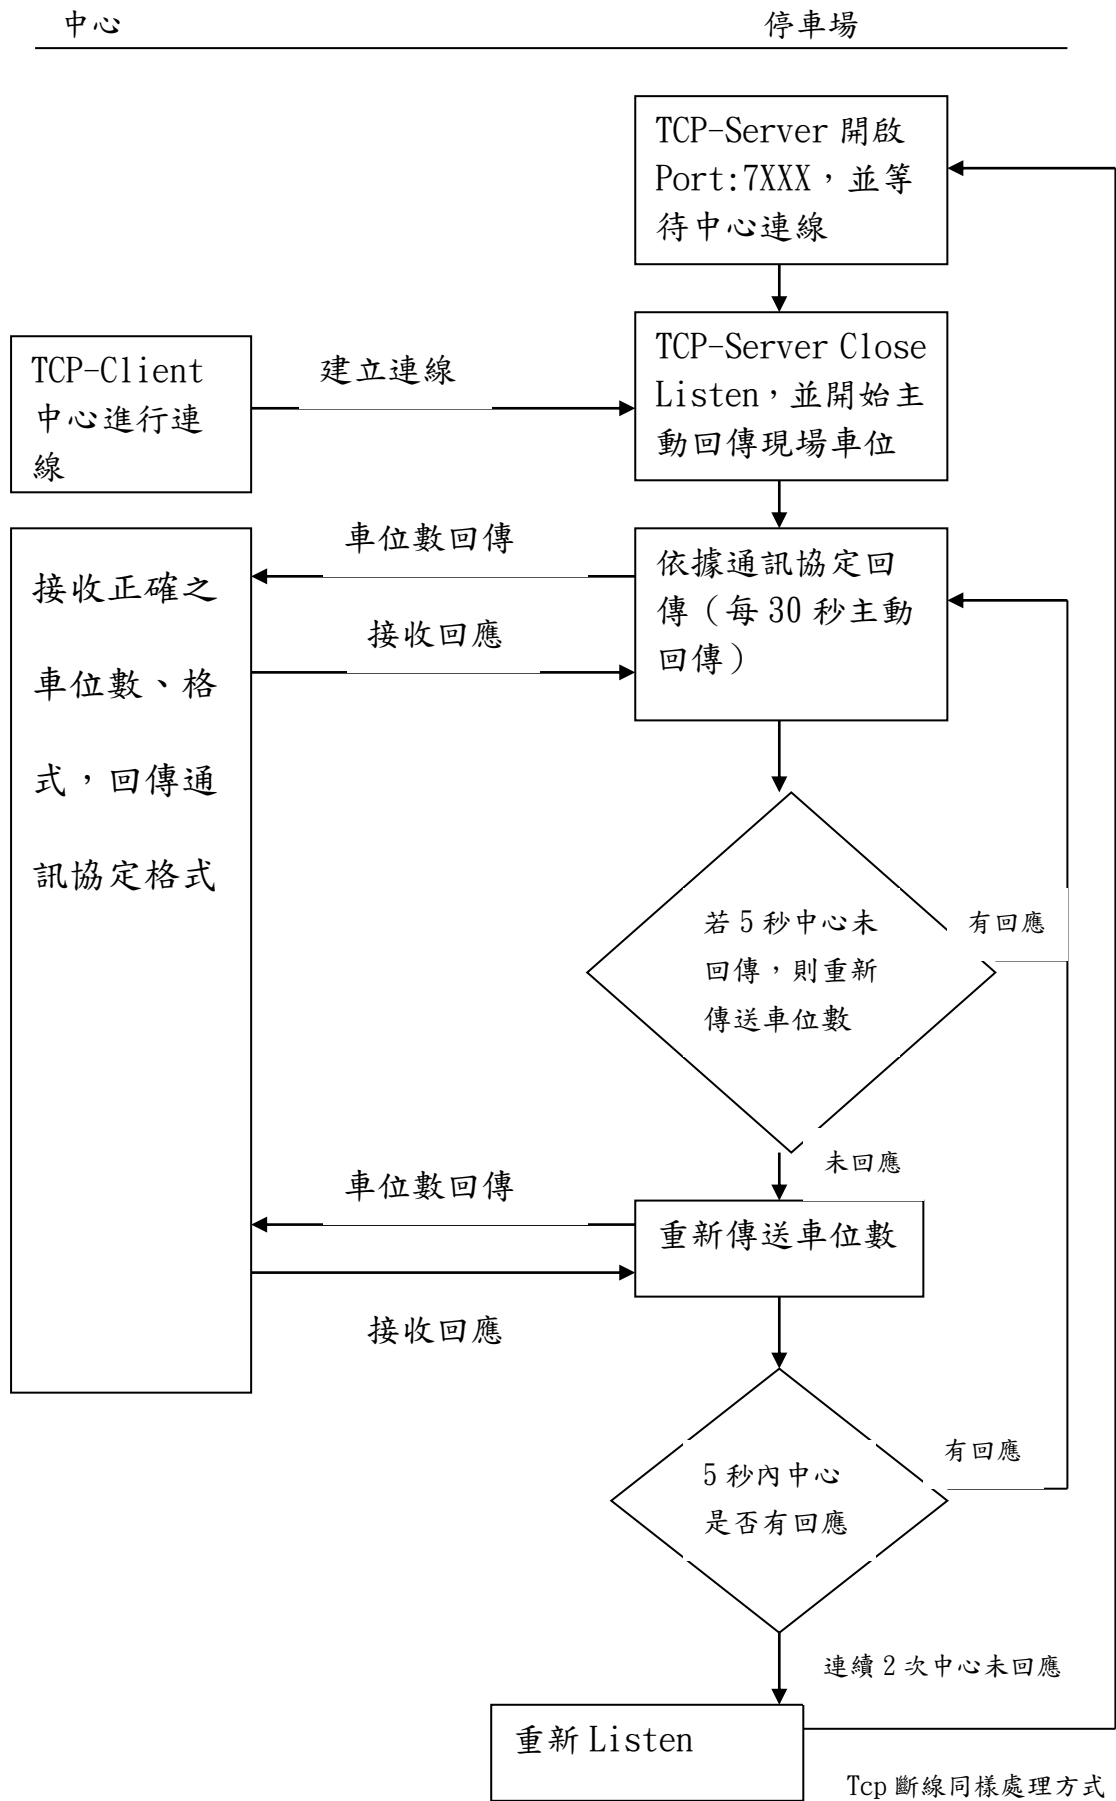 中心
停車場
TCP-Server 開啟
Port:7XXX，並等
待中心連線
TCP-Client
中心進行連
線
建立連線
TCP-Server Close
Listen，並開始主
動回傳現場車位
車位數回傳
接收回應
依據通訊協定回
傳（每 30 秒主動
回傳）
接收正確之
車位數、格
式，回傳通
訊協定格式
若 5 秒中心未
回傳，則重新
傳送車位數
有回應
未回應
車位數回傳
重新傳送車位數
接收回應
5 秒內中心
是否有回應
有回應
連續 2 次中心未回應
重新 Listen
Tcp 斷線同樣處理方式